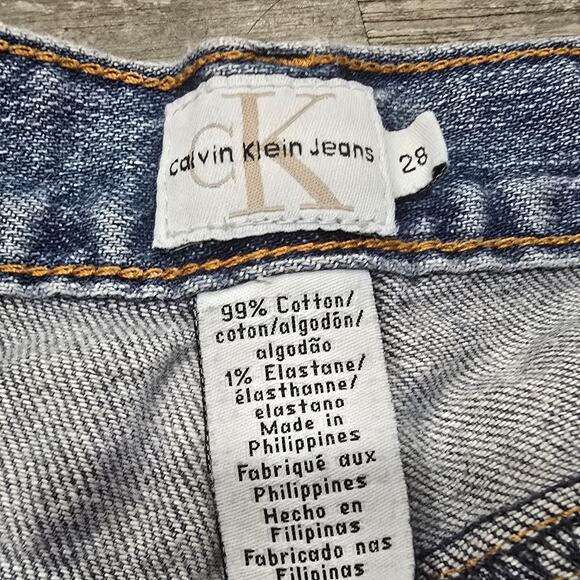 CK
Calvin Klein Jeans
28
99% Cotton/
coton/algodón/
algodão
1% Elastane/
élasthanne/
elastano
Made in
Philippines
Fabriqué aux
Philippines
Hecho en
Filipinas
Fabricado nas
Filipinas